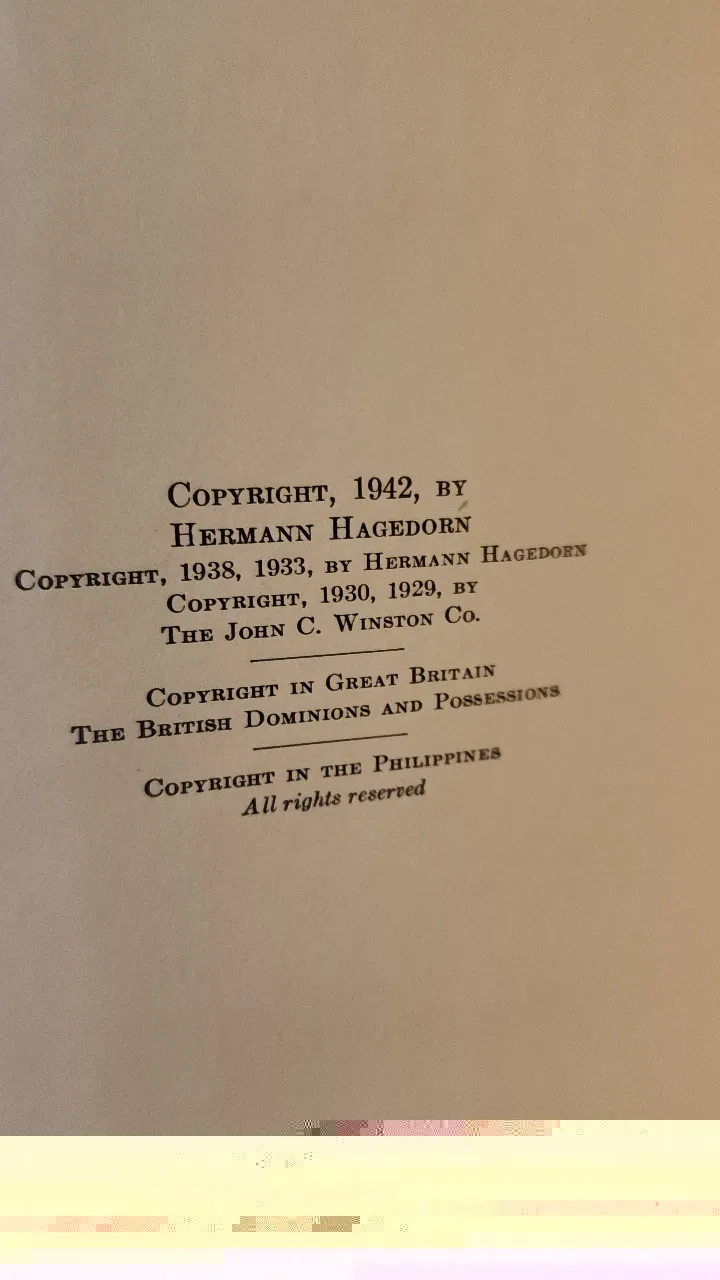 Copyright, 1942, by
Hermann Hagedorn
Copyright, 1938, 1933, by Hermann Hagedorn
Copyright, 1930, 1929, by
The John C. Winston Co.
Copyright in Great Britain
The British Dominions and Possessions
Copyright in the Philippines
All rights reserved